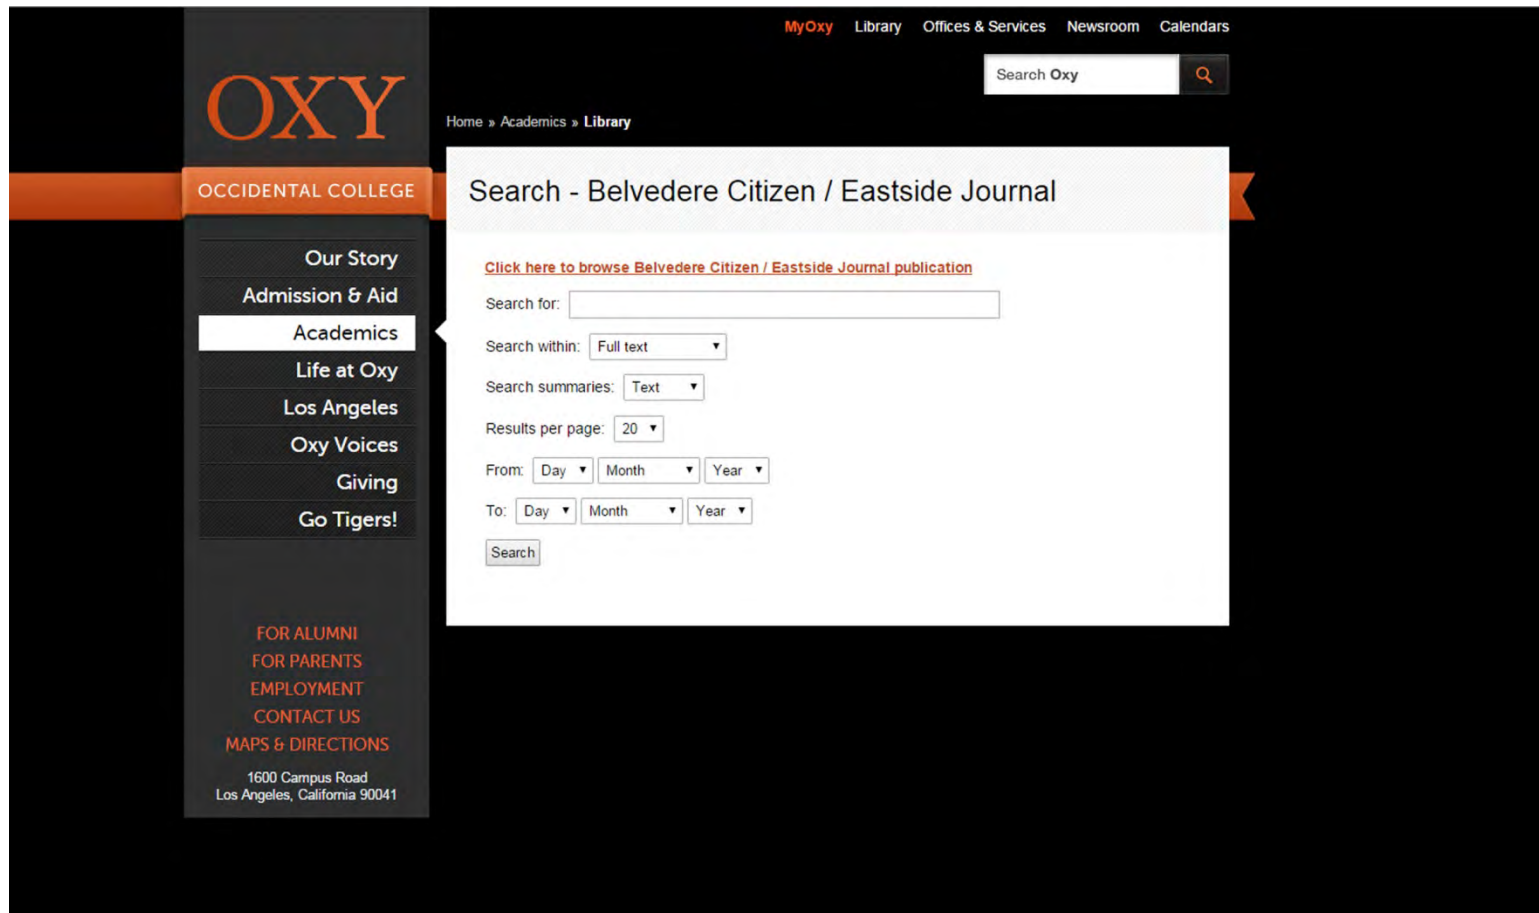 MyOxy Library Offices & Services Newsroom Calendars
Search Oxy
OXY
Home » Academics » Library
OCCIDENTAL COLLEGE
Search - Belvedere Citizen / Eastside Journal
Our Story
Admission & Aid
Academics
Life at Oxy
Los Angeles
Oxy Voices
Giving
Go Tigers!
Click here to browse Belvedere Citizen / Eastside Journal publication
Search for:
Search within: Full text
Search summaries: Text
Results per page: 20
From: Day Month Year
To: Day Month Year
Search
FOR ALUMNI
FOR PARENTS
EMPLOYMENT
CONTACT US
MAPS & DIRECTIONS
1600 Campus Road
Los Angeles, California 90041